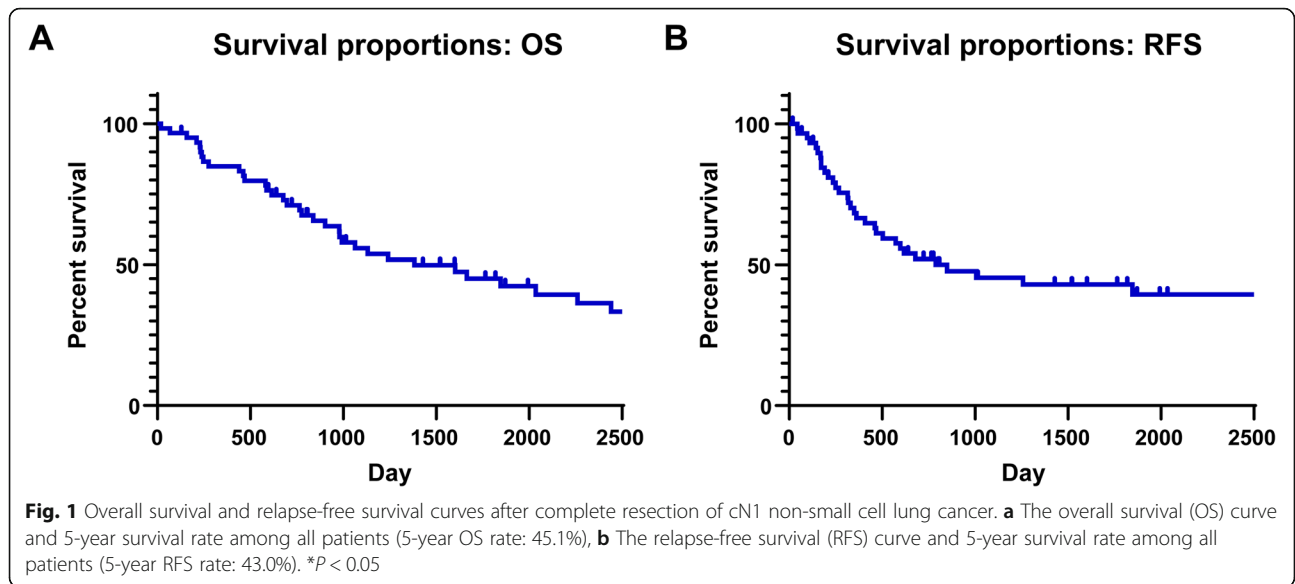 A
Survival proportions: OS
Percent survival
100
50
0
0 500 1000 1500 2000 2500
Day
B
Survival proportions: RFS
Percent survival
100
50
0
0 500 1000 1500 2000 2500
Day
Fig. 1 Overall survival and relapse-free survival curves after complete resection of cN1 non-small cell lung cancer. a The overall survival (OS) curve
and 5-year survival rate among all patients (5-year OS rate: 45.1%), b The relapse-free survival (RFS) curve and 5-year survival rate among all
patients (5-year RFS rate: 43.0%). *P < 0.05